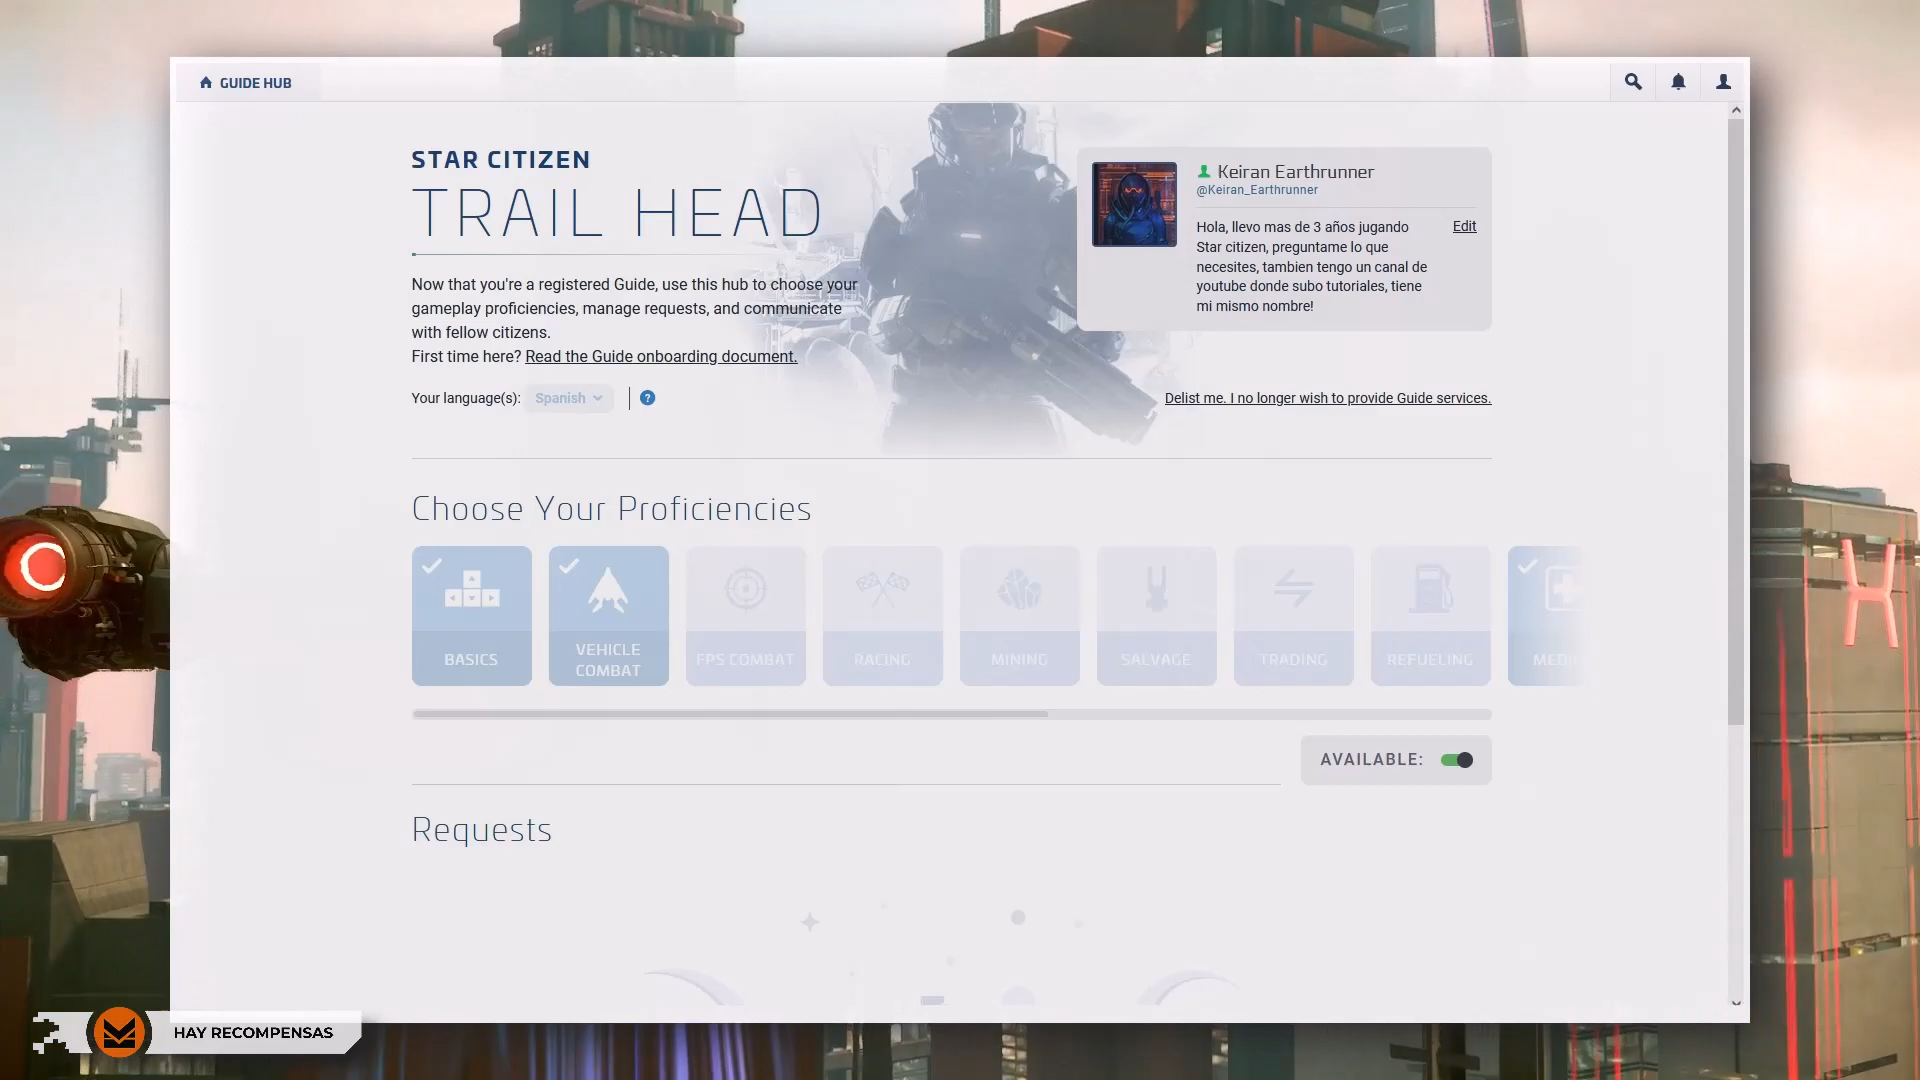 GUIDE HUB
STAR CITIZEN
TRAIL HEAD
Now that you're a registered Guide, use this hub to choose your
gameplay proficiencies, manage requests, and communicate
with fellow citizens.
First time here? Read the Guide onboarding document.
Your language(s): Spanish
?
Keiran Earthrunner
@Keiran_Earthrunner
Hola, llevo mas de 3 años jugando
Star citizen, preguntame lo que
necesites, tambien tengo un canal de
youtube donde subo tutoriales, tiene
mi mismo nombre!
Edit
Delist me. I no longer wish to provide Guide services.
Choose Your Proficiencies
BASICS
VEHICLE
COMBAT
FPS COMBAT
RACING
MINING
SALVAGE
TRADING
REFUELING
AVAILABLE:
Requests
HAY RECOMPENSAS